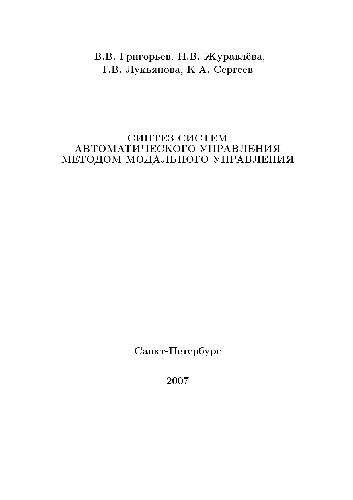 В.В. Григорьев, Н.В. Журавлёва,
Г.В. Лукьянова, К.А. Сергеев
СИНТЕЗ СИСТЕМ
АВТОМАТИЧЕСКОГО УПРАВЛЕНИЯ
МЕТОДОМ МОДАЛЬНОГО УПРАВЛЕНИЯ
Санкт-Петербург
2007